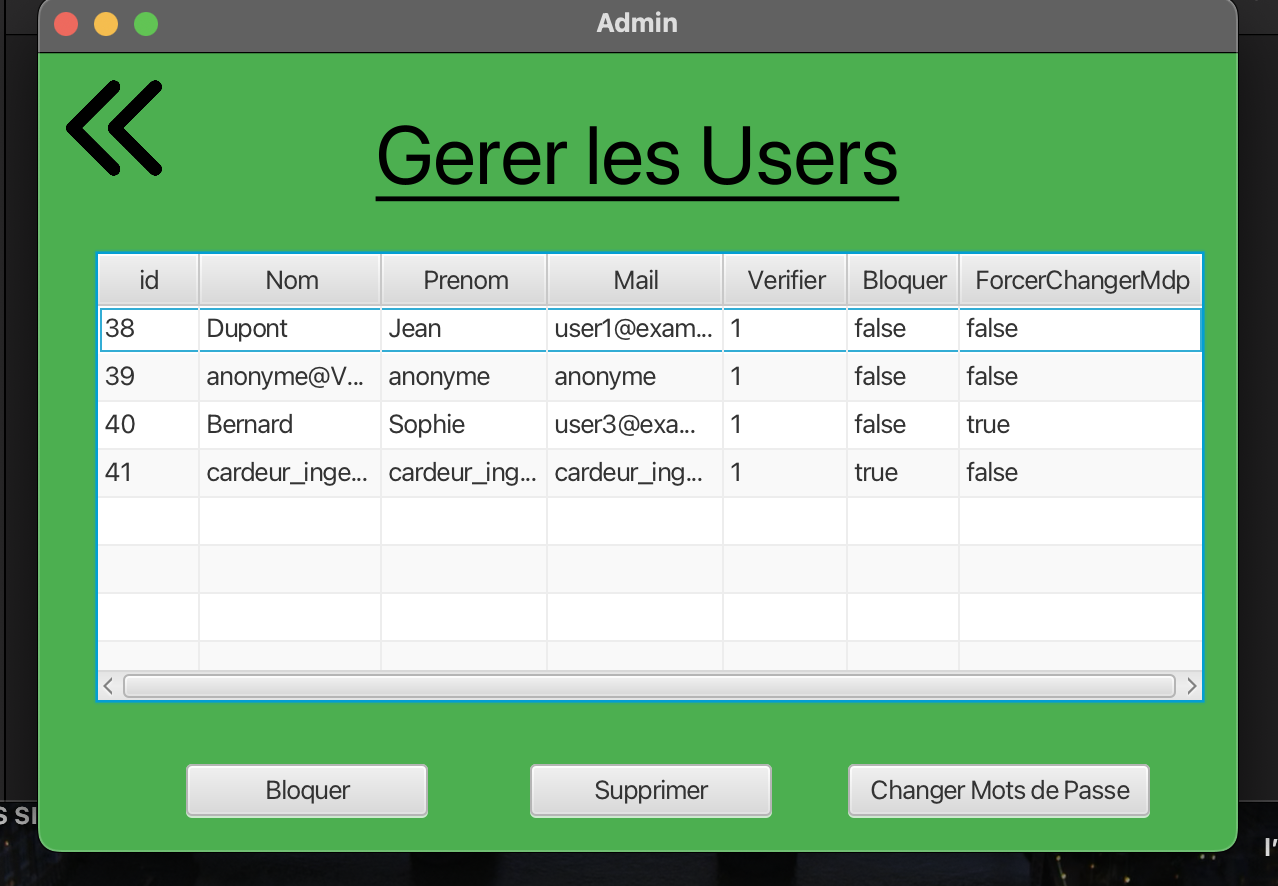 Admin
Gerer les Users
id Nom Prenom Mail Verifier Bloquer ForcerChangerMdp
38 Dupont Jean user1@exam... 1 false false
39 anonyme@V... anonyme anonyme 1 false false
40 Bernard Sophie user3@exa... 1 false true
41 cardeur_inge... cardeur_ing... cardeur_ing... 1 true false
Bloquer Supprimer Changer Mots de Passe
S SI
I'